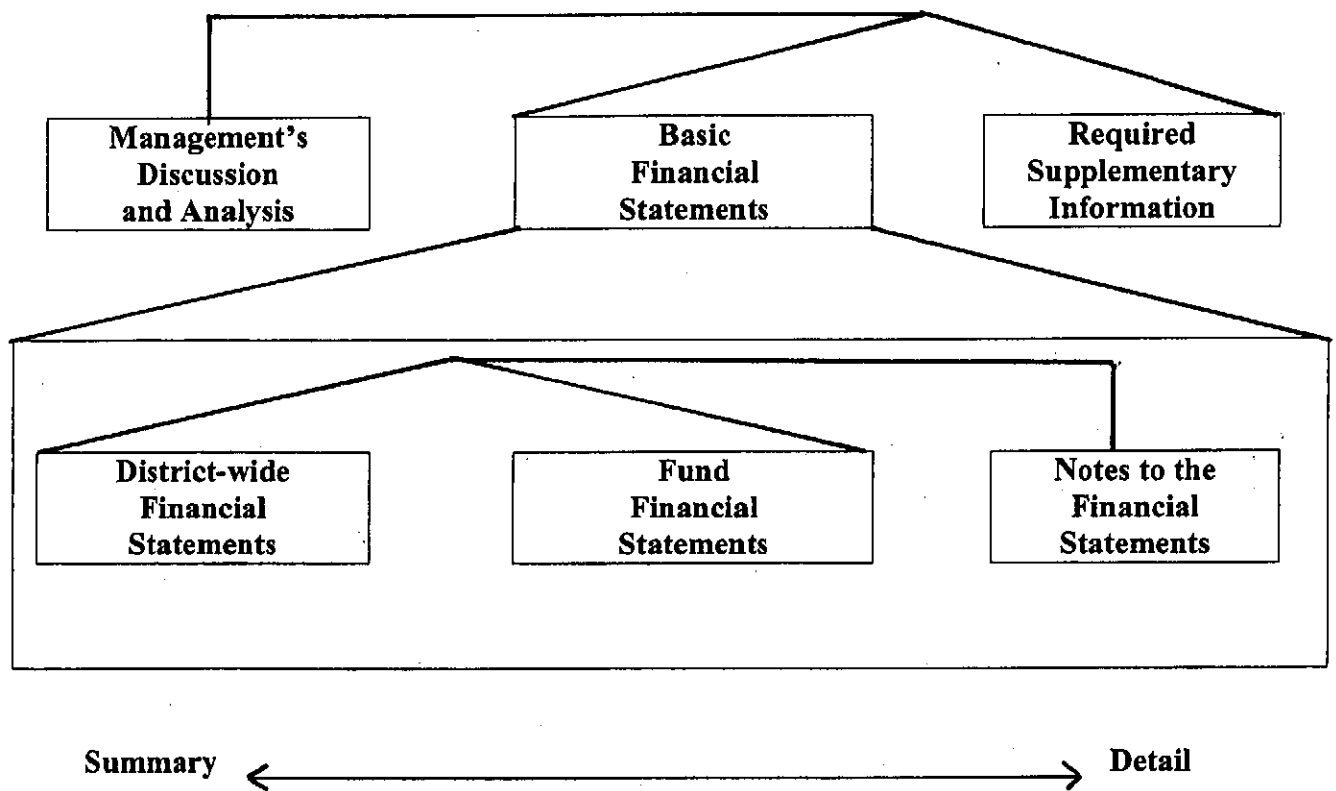 Management's
Discussion
and Analysis
Basic
Financial
Statements
Required
Supplementary
Information
District-wide
Financial
Statements
Fund
Financial
Statements
Notes to the
Financial
Statements
Summary
Detail